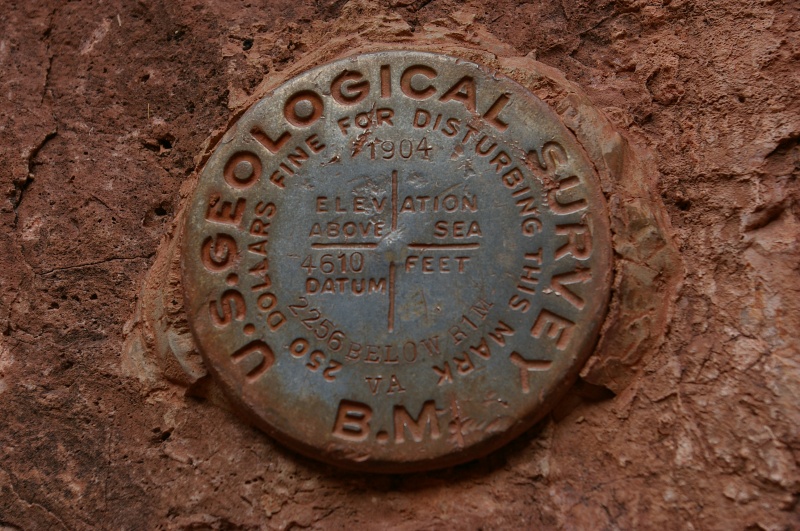 U.S. GEOLOGICAL SURVEY
B.M.
250 DOLLARS FINE FOR DISTURBING THIS MARK
1904
ELEVATION
ABOVE SEA
4610 FEET
DATUM
2256 BELOW RIM
VA